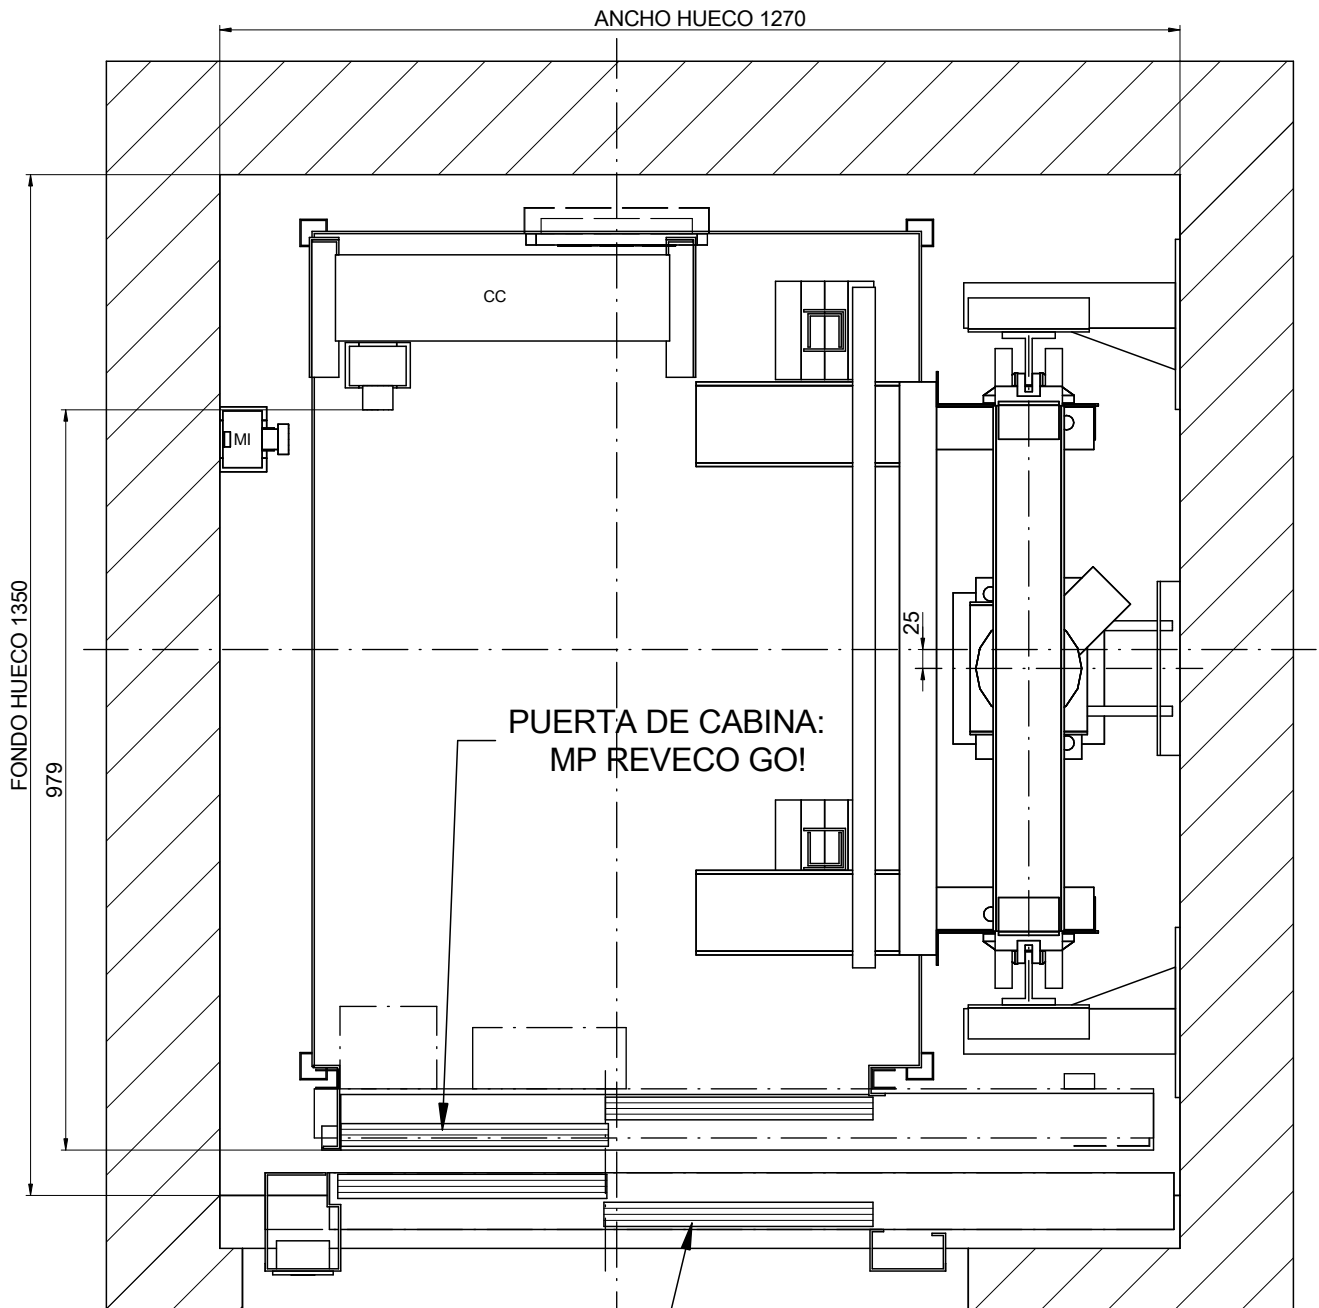 ANCHO HUECO 1270
CC
MI
FONDO HUECO 1350
979
25
PUERTA DE CABINA:
MP REVECO GO!